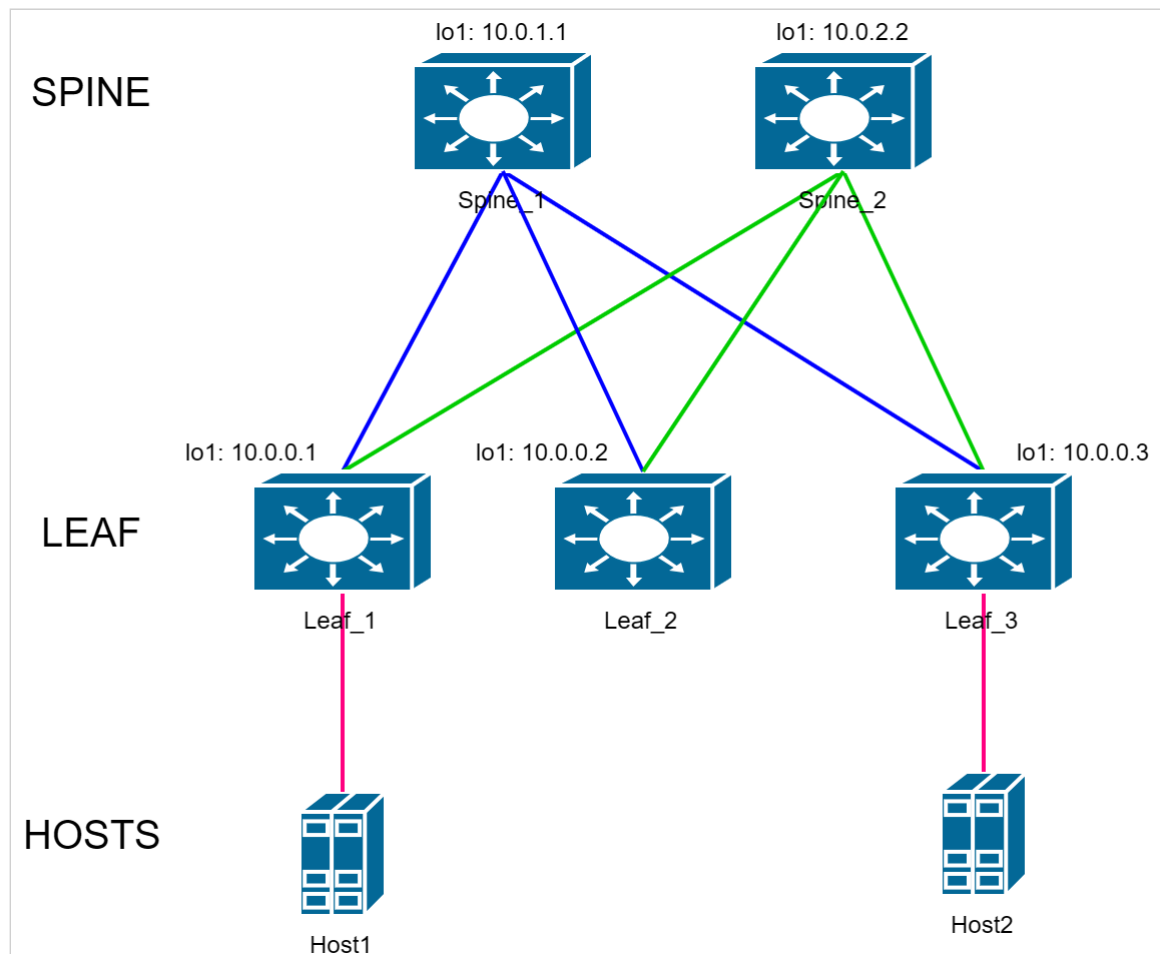 lo1: 10.0.1.1
lo1: 10.0.2.2
SPINE
Spine_1
Spine_2
lo1: 10.0.0.1
lo1: 10.0.0.2
lo1: 10.0.0.3
LEAF
Leaf_1
Leaf_2
Leaf_3
HOSTS
Host1
Host2